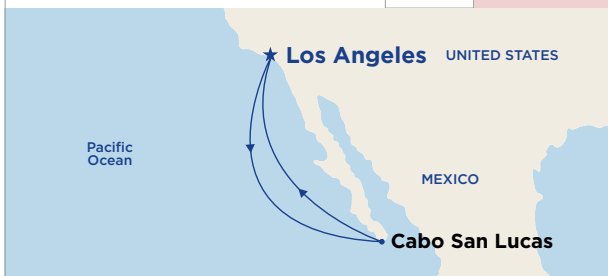 Los Angeles
UNITED STATES
Pacific
Ocean
MEXICO
Cabo San Lucas